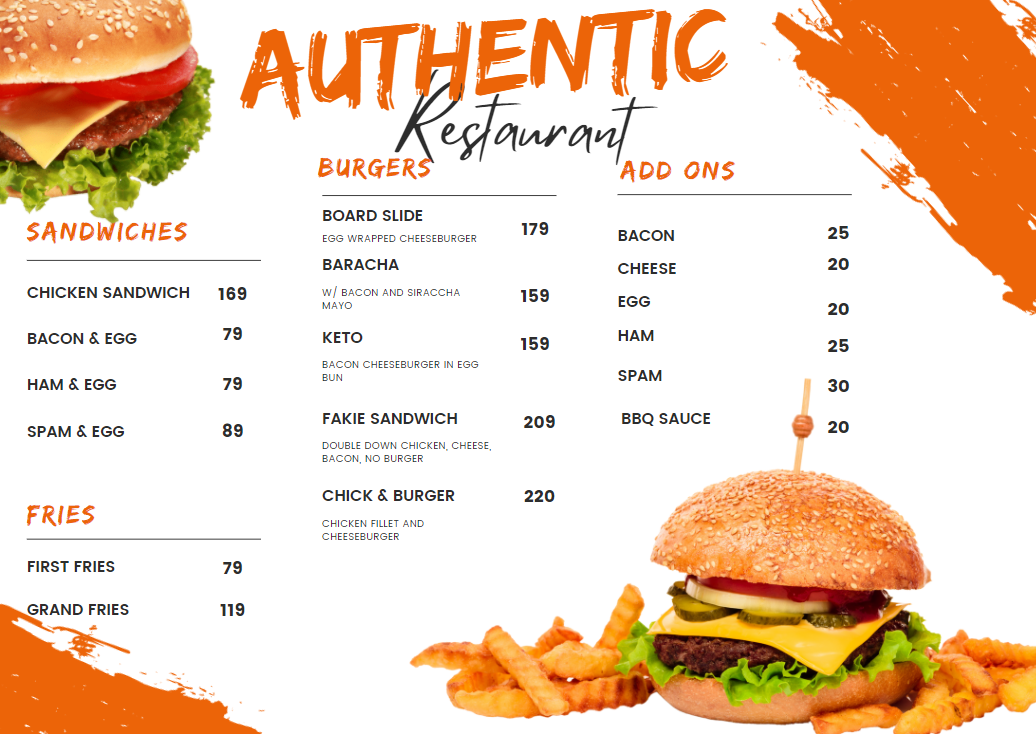 AUTHENTIC
Restaurant
SANDWICHES
CHICKEN SANDWICH 169
BACON & EGG 79
HAM & EGG 79
SPAM & EGG 89
FRIES
FIRST FRIES 79
GRAND FRIES 119
BURGERS
BOARD SLIDE 179
EGG WRAPPED CHEESEBURGER
BARACHA
W/ BACON AND SIRACCHA 159
MAYO
KETO 159
BACON CHEESEBURGER IN EGG
BUN
FAKIE SANDWICH 209
DOUBLE DOWN CHICKEN, CHEESE,
BACON, NO BURGER
CHICK & BURGER 220
CHICKEN FILLET AND
CHEESEBURGER
ADD ONS
BACON 25
CHEESE 20
EGG 20
HAM 25
SPAM 30
BBQ SAUCE 20